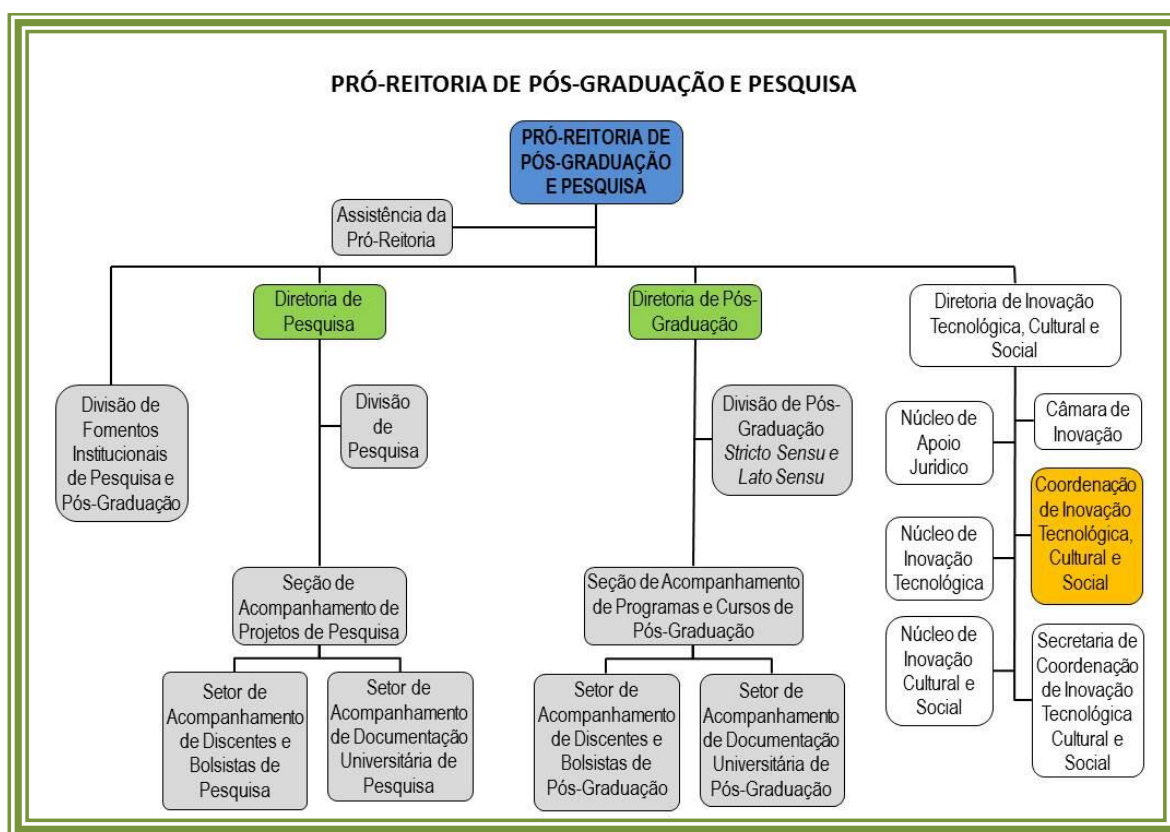 PRÓ-REITORIA DE PÓS-GRADUAÇÃO E PESQUISA
PRÓ-REITORIA DE
PÓS-GRADUAÇÃO
E PESQUISA
Assistência da
Pró-Reitoria
Diretoria de
Pesquisa
Diretoria de Pós-
Graduação
Diretoria de Inovação
Tecnológica, Cultural e
Social
Divisão de
Fomentos
Institucionais
de Pesquisa e
Pós-Graduação
Divisão
de
Pesquisa
Divisão de Pós-
Graduação
Stricto Sensu e
Lato Sensu
Núcleo de
Apoio
Jurídico
Câmara de
Inovação
Coordenação
de Inovação
Tecnológica,
Cultural e
Social
Núcleo de
Inovação
Tecnológica
Seção de
Acompanhamento de
Projetos de Pesquisa
Seção de Acompanhamento
de Programas e Cursos de
Pós-Graduação
Núcleo de
Inovação
Cultural e
Social
Secretaria de
Coordenação
de Inovação
Tecnológica
Cultural e
Social
Setor de
Acompanhamento
de Discentes e
Bolsistas de
Pesquisa
Setor de
Acompanhamento
de Documentação
Universitária de
Pesquisa
Setor de
Acompanhamento
de Discentes e
Bolsistas de
Pós-Graduação
Setor de
Acompanhamento
de Documentação
Universitária de
Pós-Graduação